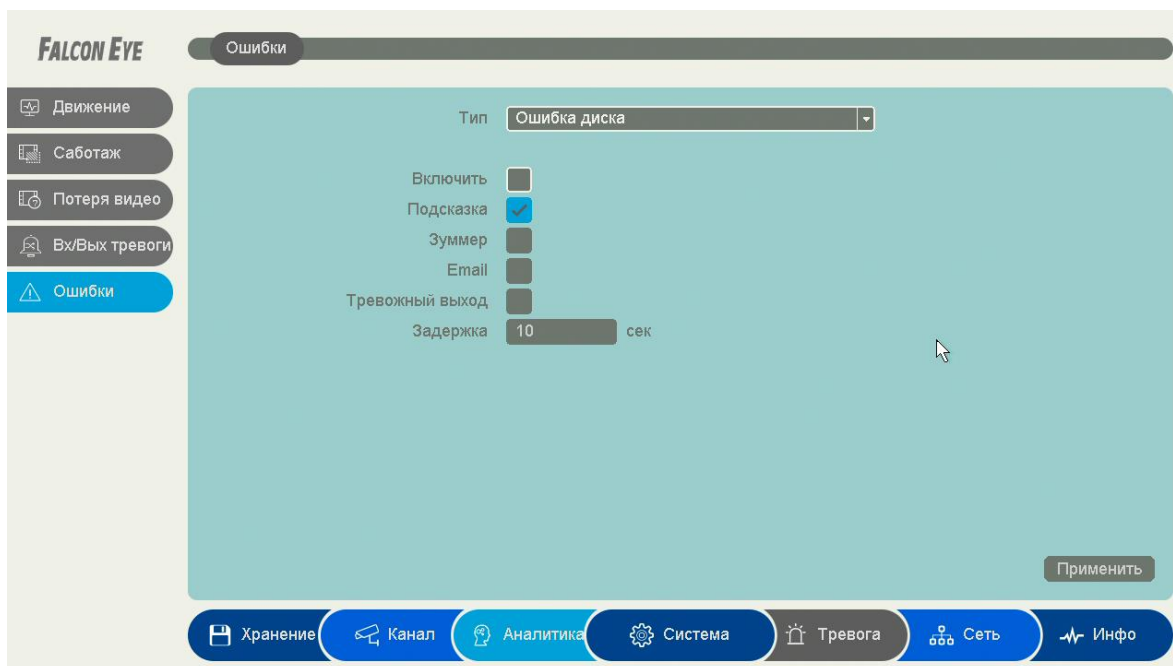 FALCON EYE
Ошибки
Движение
Саботаж
Потеря видео
Вх/Вых тревоги
Ошибки
Тип Ошибка диска
Включить
Подсказка
Зуммер
Email
Тревожный выход
Задержка 10 сек
Применить
Хранение Канал Аналитика Система Тревога Сеть Инфо